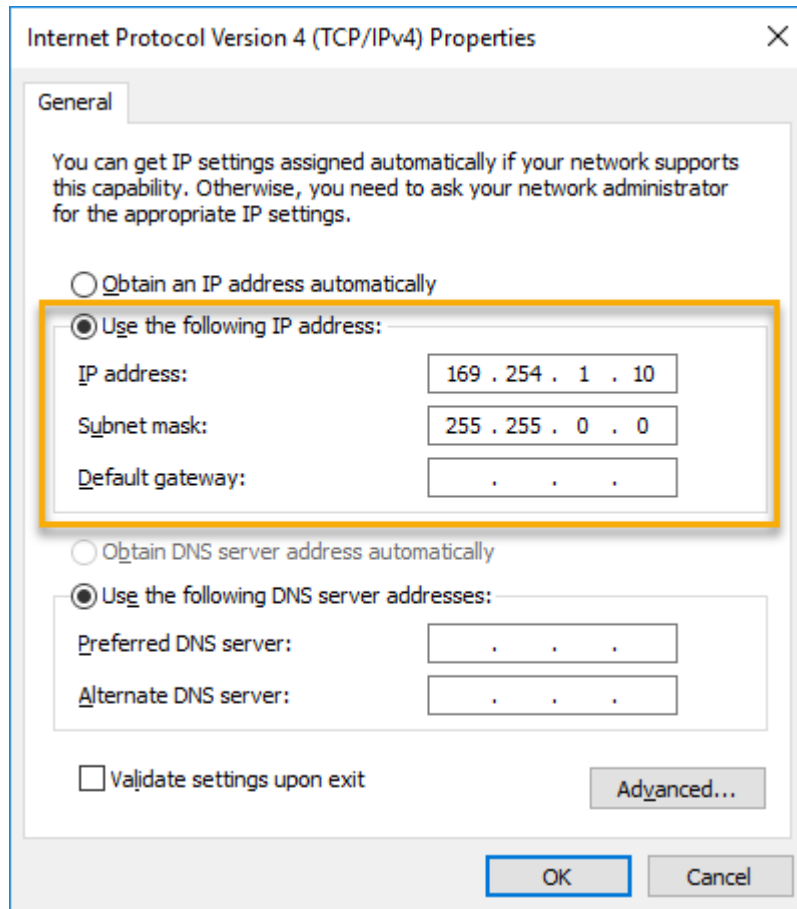 Internet Protocol Version 4 (TCP/IPv4) Properties
General
You can get IP settings assigned automatically if your network supports
this capability. Otherwise, you need to ask your network administrator
for the appropriate IP settings.
Obtain an IP address automatically
Use the following IP address:
IP address: 169 . 254 . 1 . 10
Subnet mask: 255 . 255 . 0 . 0
Default gateway: . . .
Obtain DNS server address automatically
Use the following DNS server addresses:
Preferred DNS server: . . .
Alternate DNS server: . . .
Validate settings upon exit
Advanced...
OK Cancel